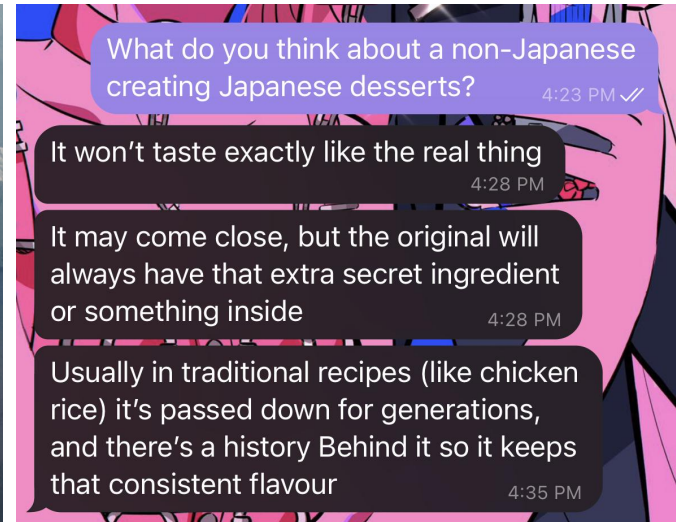 What do you think about a non-Japanese
creating Japanese desserts?
4:23 PM
It won’t taste exactly like the real thing
4:28 PM
It may come close, but the original will
always have that extra secret ingredient
or something inside
4:28 PM
Usually in traditional recipes (like chicken
rice) it’s passed down for generations,
and there’s a history Behind it so it keeps
that consistent flavour
4:35 PM